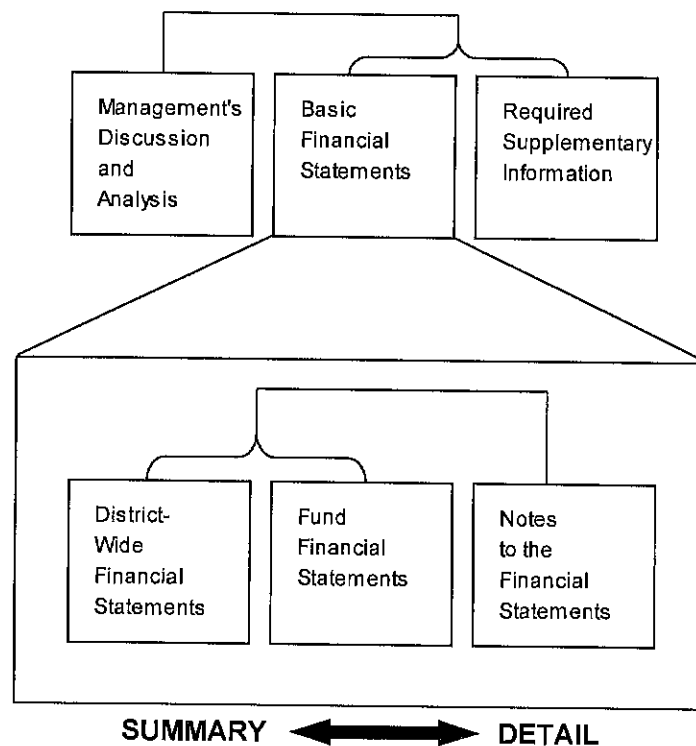 Management's
Discussion
and
Analysis
Basic
Financial
Statements
Required
Supplementary
Information
District-
Wide
Financial
Statements
Fund
Financial
Statements
Notes
to the
Financial
Statements
SUMMARY DETAIL